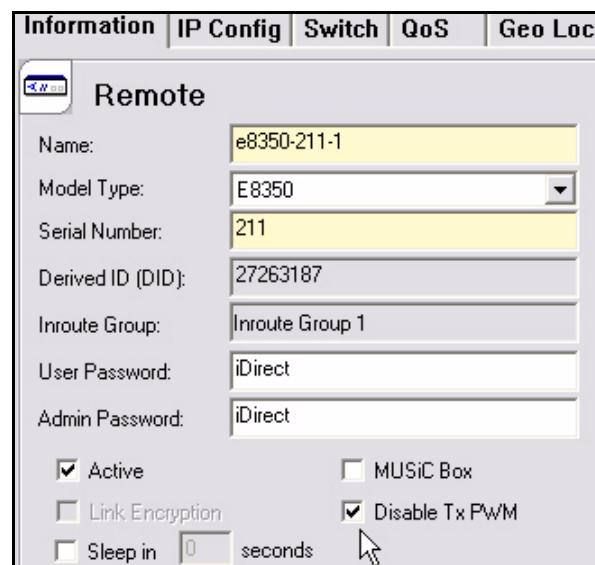 Information IP Config Switch QoS Geo Loc
Remote
Name: e8350-211-1
Model Type: E8350
Serial Number: 211
Derived ID (DID): 27263187
Inroute Group: Inroute Group 1
User Password: iDirect
Admin Password: iDirect
Active MUSiC Box
Link Encryption Disable Tx PWM
Sleep in 0 seconds